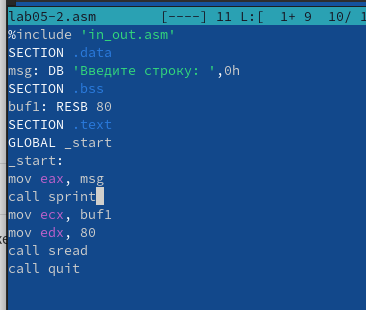 lab05-2.asm [----] 11 L:[ 1+ 9 10/ 1
%include 'in_out.asm'
SECTION .data
msg: DB 'Введите строку: ',0h
SECTION .bss
buf1: RESB 80
SECTION .text
GLOBAL _start
_start:
mov eax, msg
call sprint
mov ecx, buf1
mov edx, 80
call sread
call quit